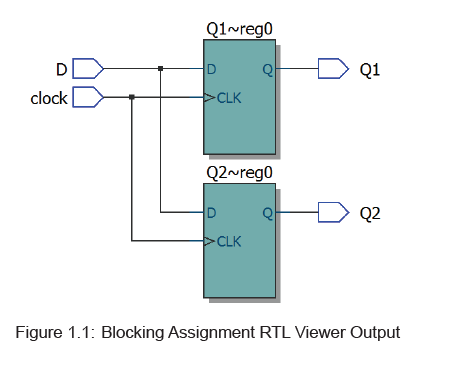 Q1~reg0
D
D
Q
Q1
clock
CLK
Q2~reg0
D
Q
Q2
CLK
Figure 1.1: Blocking Assignment RTL Viewer Output